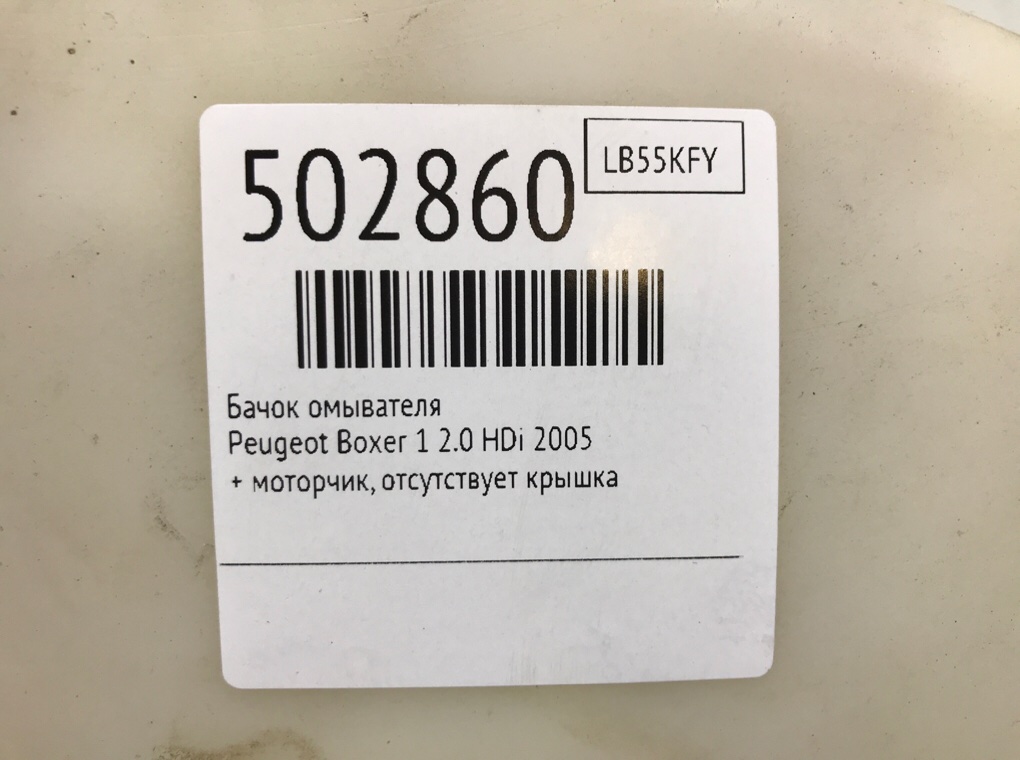 502860
LB55KFY
Бачок омывателя
Peugeot Boxer 1 2.0 HDi 2005
+ моторчик, отсутствует крышка